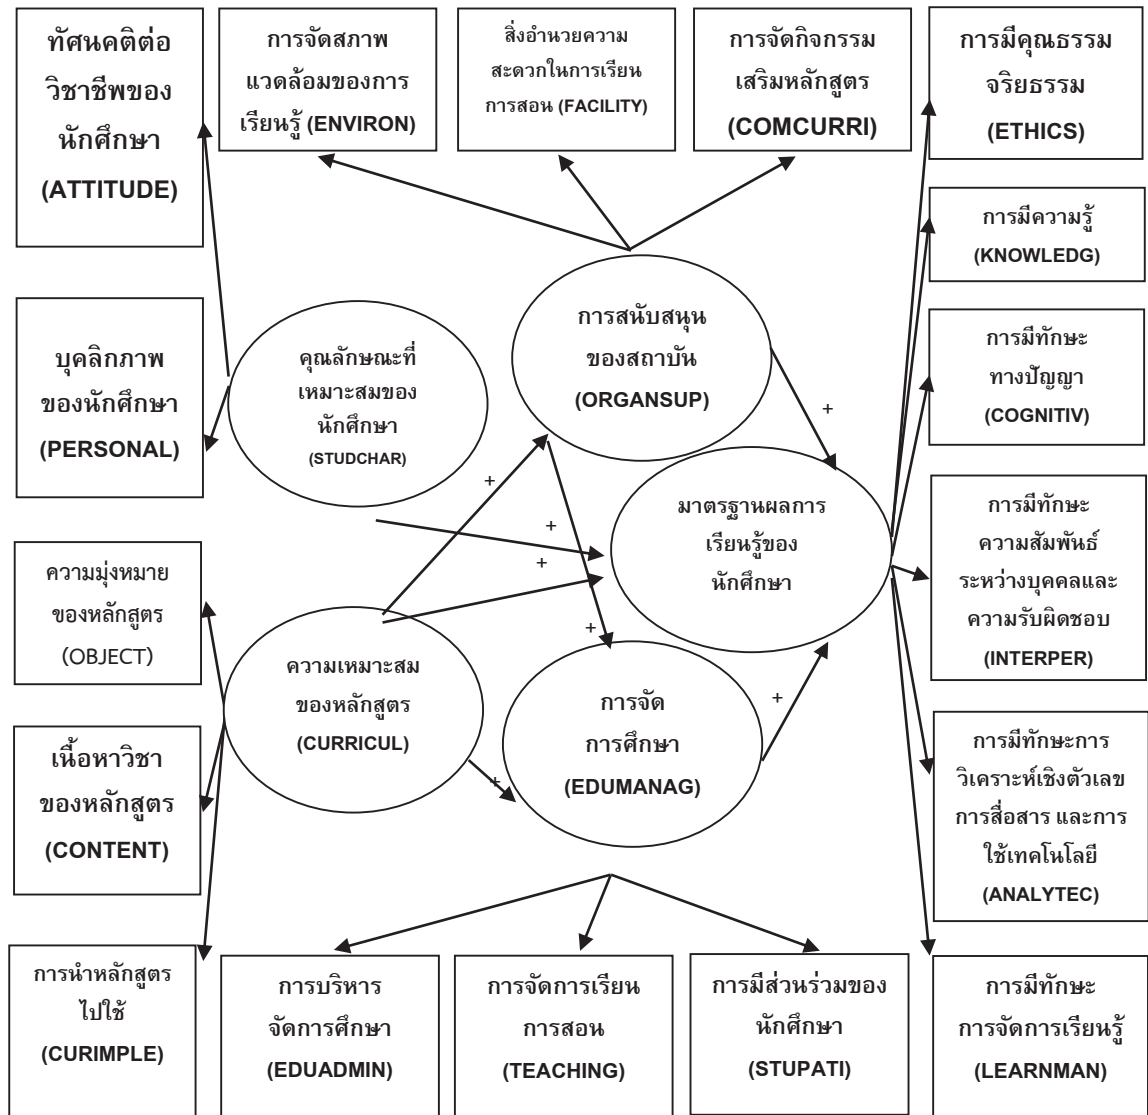 ทัศนคติต่อ
วิชาชีพของ
นักศึกษา
(ATTITUDE)
การจัดสภาพ
แวดล้อมของการ
เรียนรู้ (ENVIRON)
สิ่งอำนวยความ
สะดวกในการเรียน
การสอน (FACILITY)
การจัดกิจกรรม
เสริมหลักสูตร
(COMCURRI)
การมีคุณธรรม
จริยธรรม
(ETHICS)
การมีความรู้
(KNOWLEDG)
บุคลิกภาพ
ของนักศึกษา
(PERSONAL)
คุณลักษณะที่
เหมาะสมของ
นักศึกษา
(STUDCHAR)
การสนับสนุน
ของสถาบัน
(ORGANSUP)
การมีทักษะ
ทางปัญญา
(COGNITIV)
+
+
+
+
+
+
+
+
มาตรฐานผลการ
เรียนรู้ของ
นักศึกษา
การมีทักษะ
ความสัมพันธ์
ระหว่างบุคคลและ
ความรับผิดชอบ
(INTERPER)
ความมุ่งหมาย
ของหลักสูตร
(OBJECT)
ความเหมาะสม
ของหลักสูตร
(CURRICUL)
การจัด
การศึกษา
(EDUMANAG)
เนื้อหาวิชา
ของหลักสูตร
(CONTENT)
การมีทักษะการ
วิเคราะห์เชิงตัวเลข
การสื่อสาร และการ
ใช้เทคโนโลยี
(ANALYTEC)
การนำหลักสูตร
ไปใช้
(CURIMPLE)
การบริหาร
จัดการศึกษา
(EDUADMIN)
การจัดการเรียน
การสอน
(TEACHING)
การมีส่วนร่วมของ
นักศึกษา
(STUPATI)
การมีทักษะ
การจัดการเรียนรู้
(LEARNMAN)